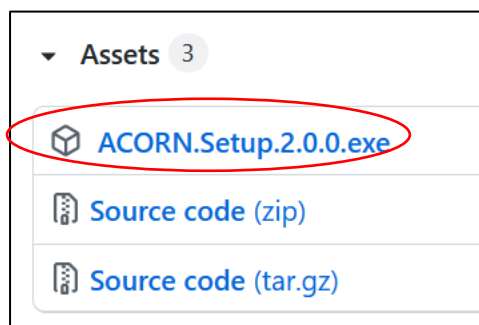 Assets 3
ACORN.Setup.2.0.0.exe
Source code (zip)
Source code (tar.gz)